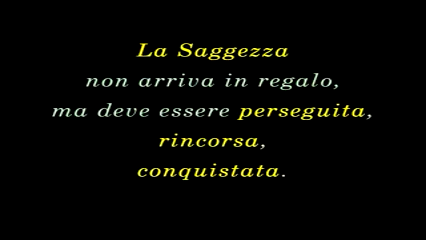 La Saggezza
non arriva in regalo,
ma deve essere perseguita,
rincorsa,
conquistata.